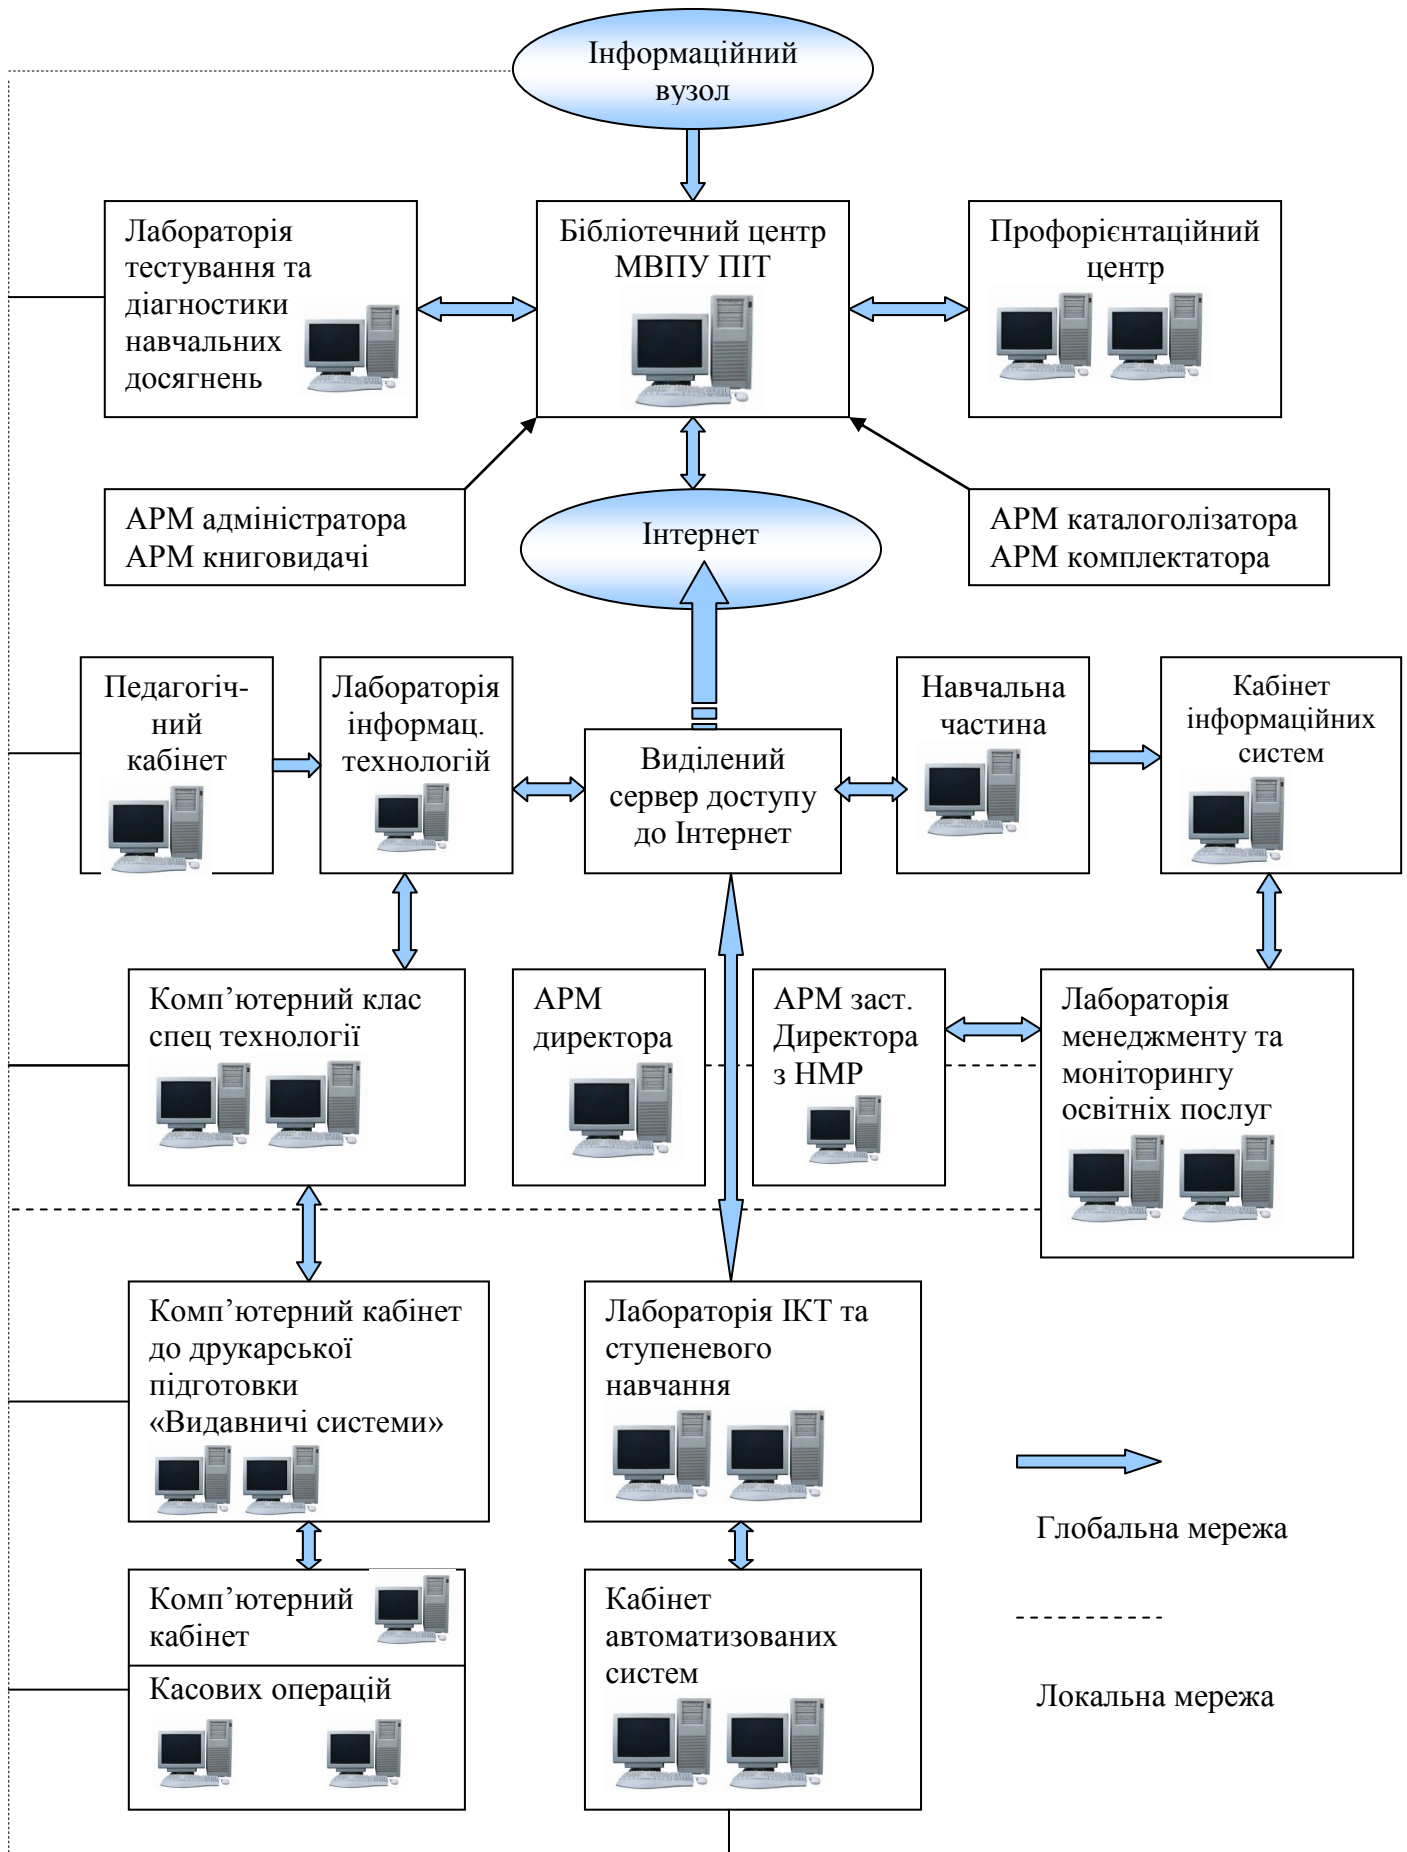 Інформаційний
вузол
Лабораторія
тестування та
діагностики
навчальних
досягнень
Бібліотечний центр
МВПУ ПІТ
Профорієнтаційний
центр
АРМ адміністратора
АРМ книговидачі
Інтернет
АРМ каталоголізатора
АРМ комплектатора
Педагогіч-
ний
кабінет
Лабораторія
інформац.
технологій
Виділений
сервер доступу
до Інтернет
Навчальна
частина
Кабінет
інформаційних
систем
Комп’ютерний клас
спец технології
АРМ
директора
АРМ заст.
Директора
з НМР
Лабораторія
менеджменту та
моніторингу
освітніх послуг
Комп’ютерний кабінет
до друкарської
підготовки
«Видавничі системи»
Лабораторія ІКТ та
ступеневого
навчання
Глобальна мережа
Комп’ютерний
кабінет
Касових операцій
Кабінет
автоматизованих
систем
Локальна мережа